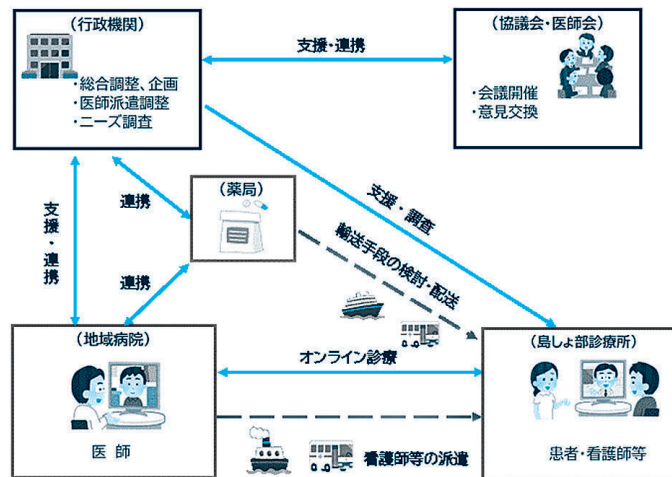 (行政機関)
・総合調整、企画
・医師派遣調整
・ニーズ調査
支援・連携
(協議会・医師会)
・会議開催
・意見交換
支援・連携
連携
(薬局)
連携
支援・調査
輸送手段の検討・配送
(地域病院)
医師
オンライン診療
看護師等の派遣
(島しょ部診療所)
患者・看護師等